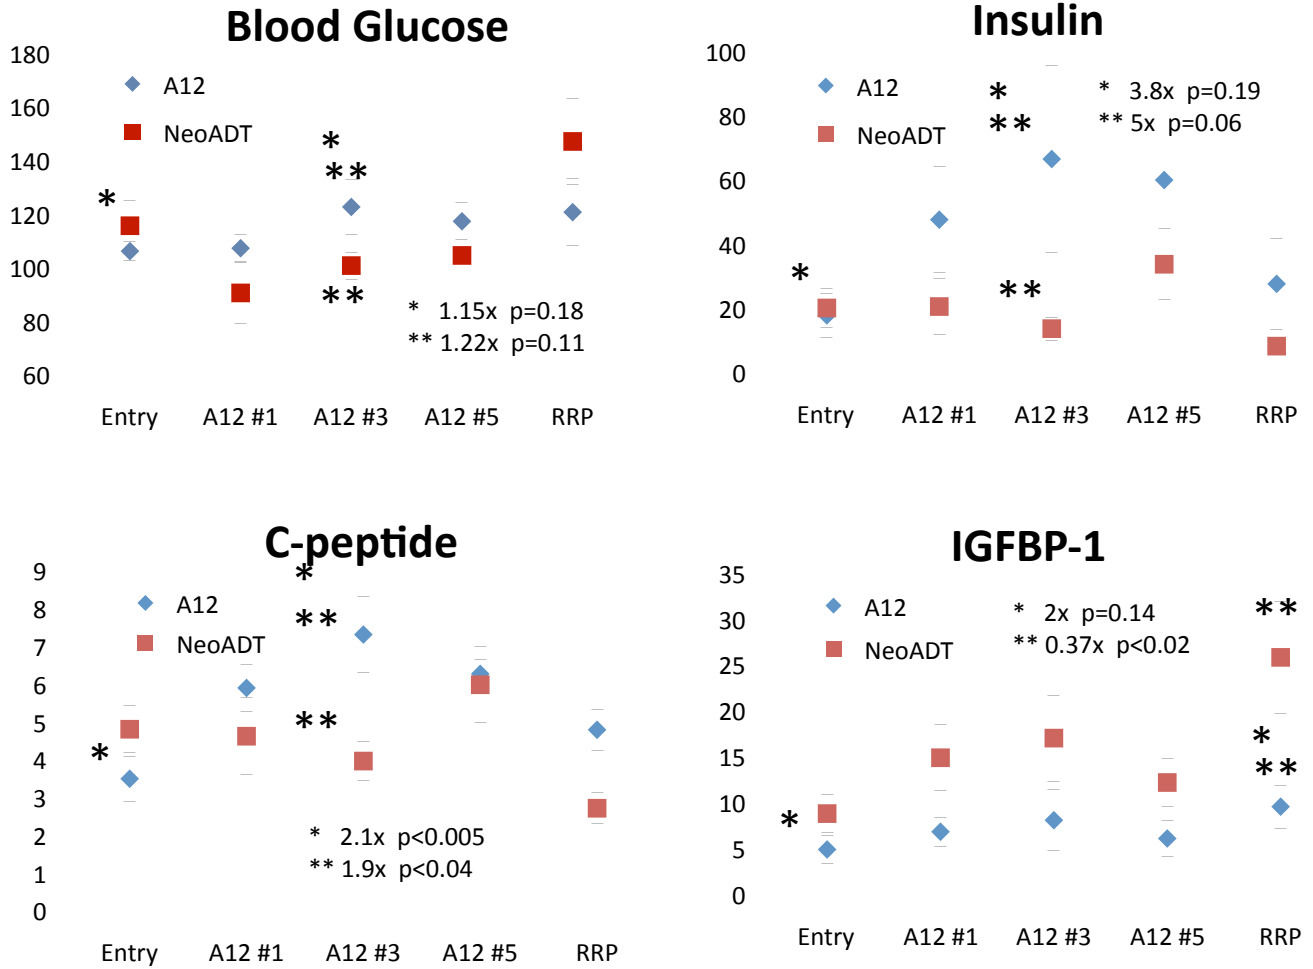 Blood Glucose
180
160
140
120
100
80
60
A12
NeoADT
*
*
**
**
* 1.15x p=0.18
** 1.22x p=0.11
Entry A12 #1 A12 #3 A12 #5 RRP
Insulin
100
80
60
40
20
0
A12
NeoADT
*
**
* 3.8x p=0.19
** 5x p=0.06
*
**
Entry A12 #1 A12 #3 A12 #5 RRP
C-peptide
9
8
7
6
5
4
3
2
1
0
A12
NeoADT
*
**
**
*
* 2.1x p<0.005
** 1.9x p<0.04
Entry A12 #1 A12 #3 A12 #5 RRP
IGFBP-1
35
30
25
20
15
10
5
0
A12
NeoADT
* 2x p=0.14
** 0.37x p<0.02
**
*
**
*
Entry A12 #1 A12 #3 A12 #5 RRP